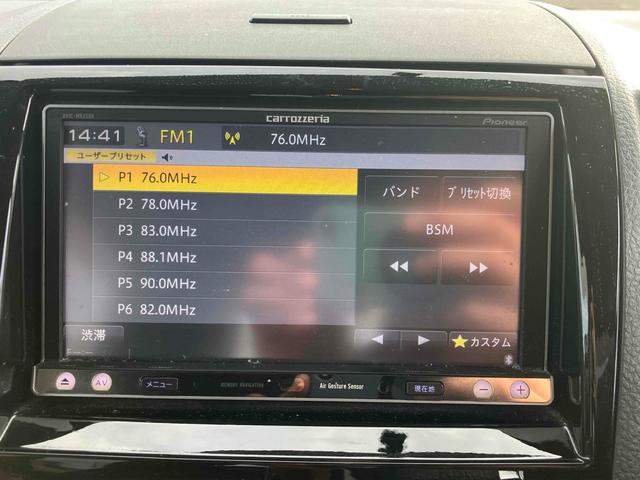 carrozzeria
Pioneer
14:41 FM1 76.0MHz
ユーザープリセット
P1 76.0MHz
P2 78.0MHz
P3 83.0MHz
P4 88.1MHz
P5 90.0MHz
P6 82.0MHz
バンド
プリセット切換
BSM
渋滞
カスタム
AV
メニュー
MEMORY NAVIGATION
Air Gesture Sensor
現在地